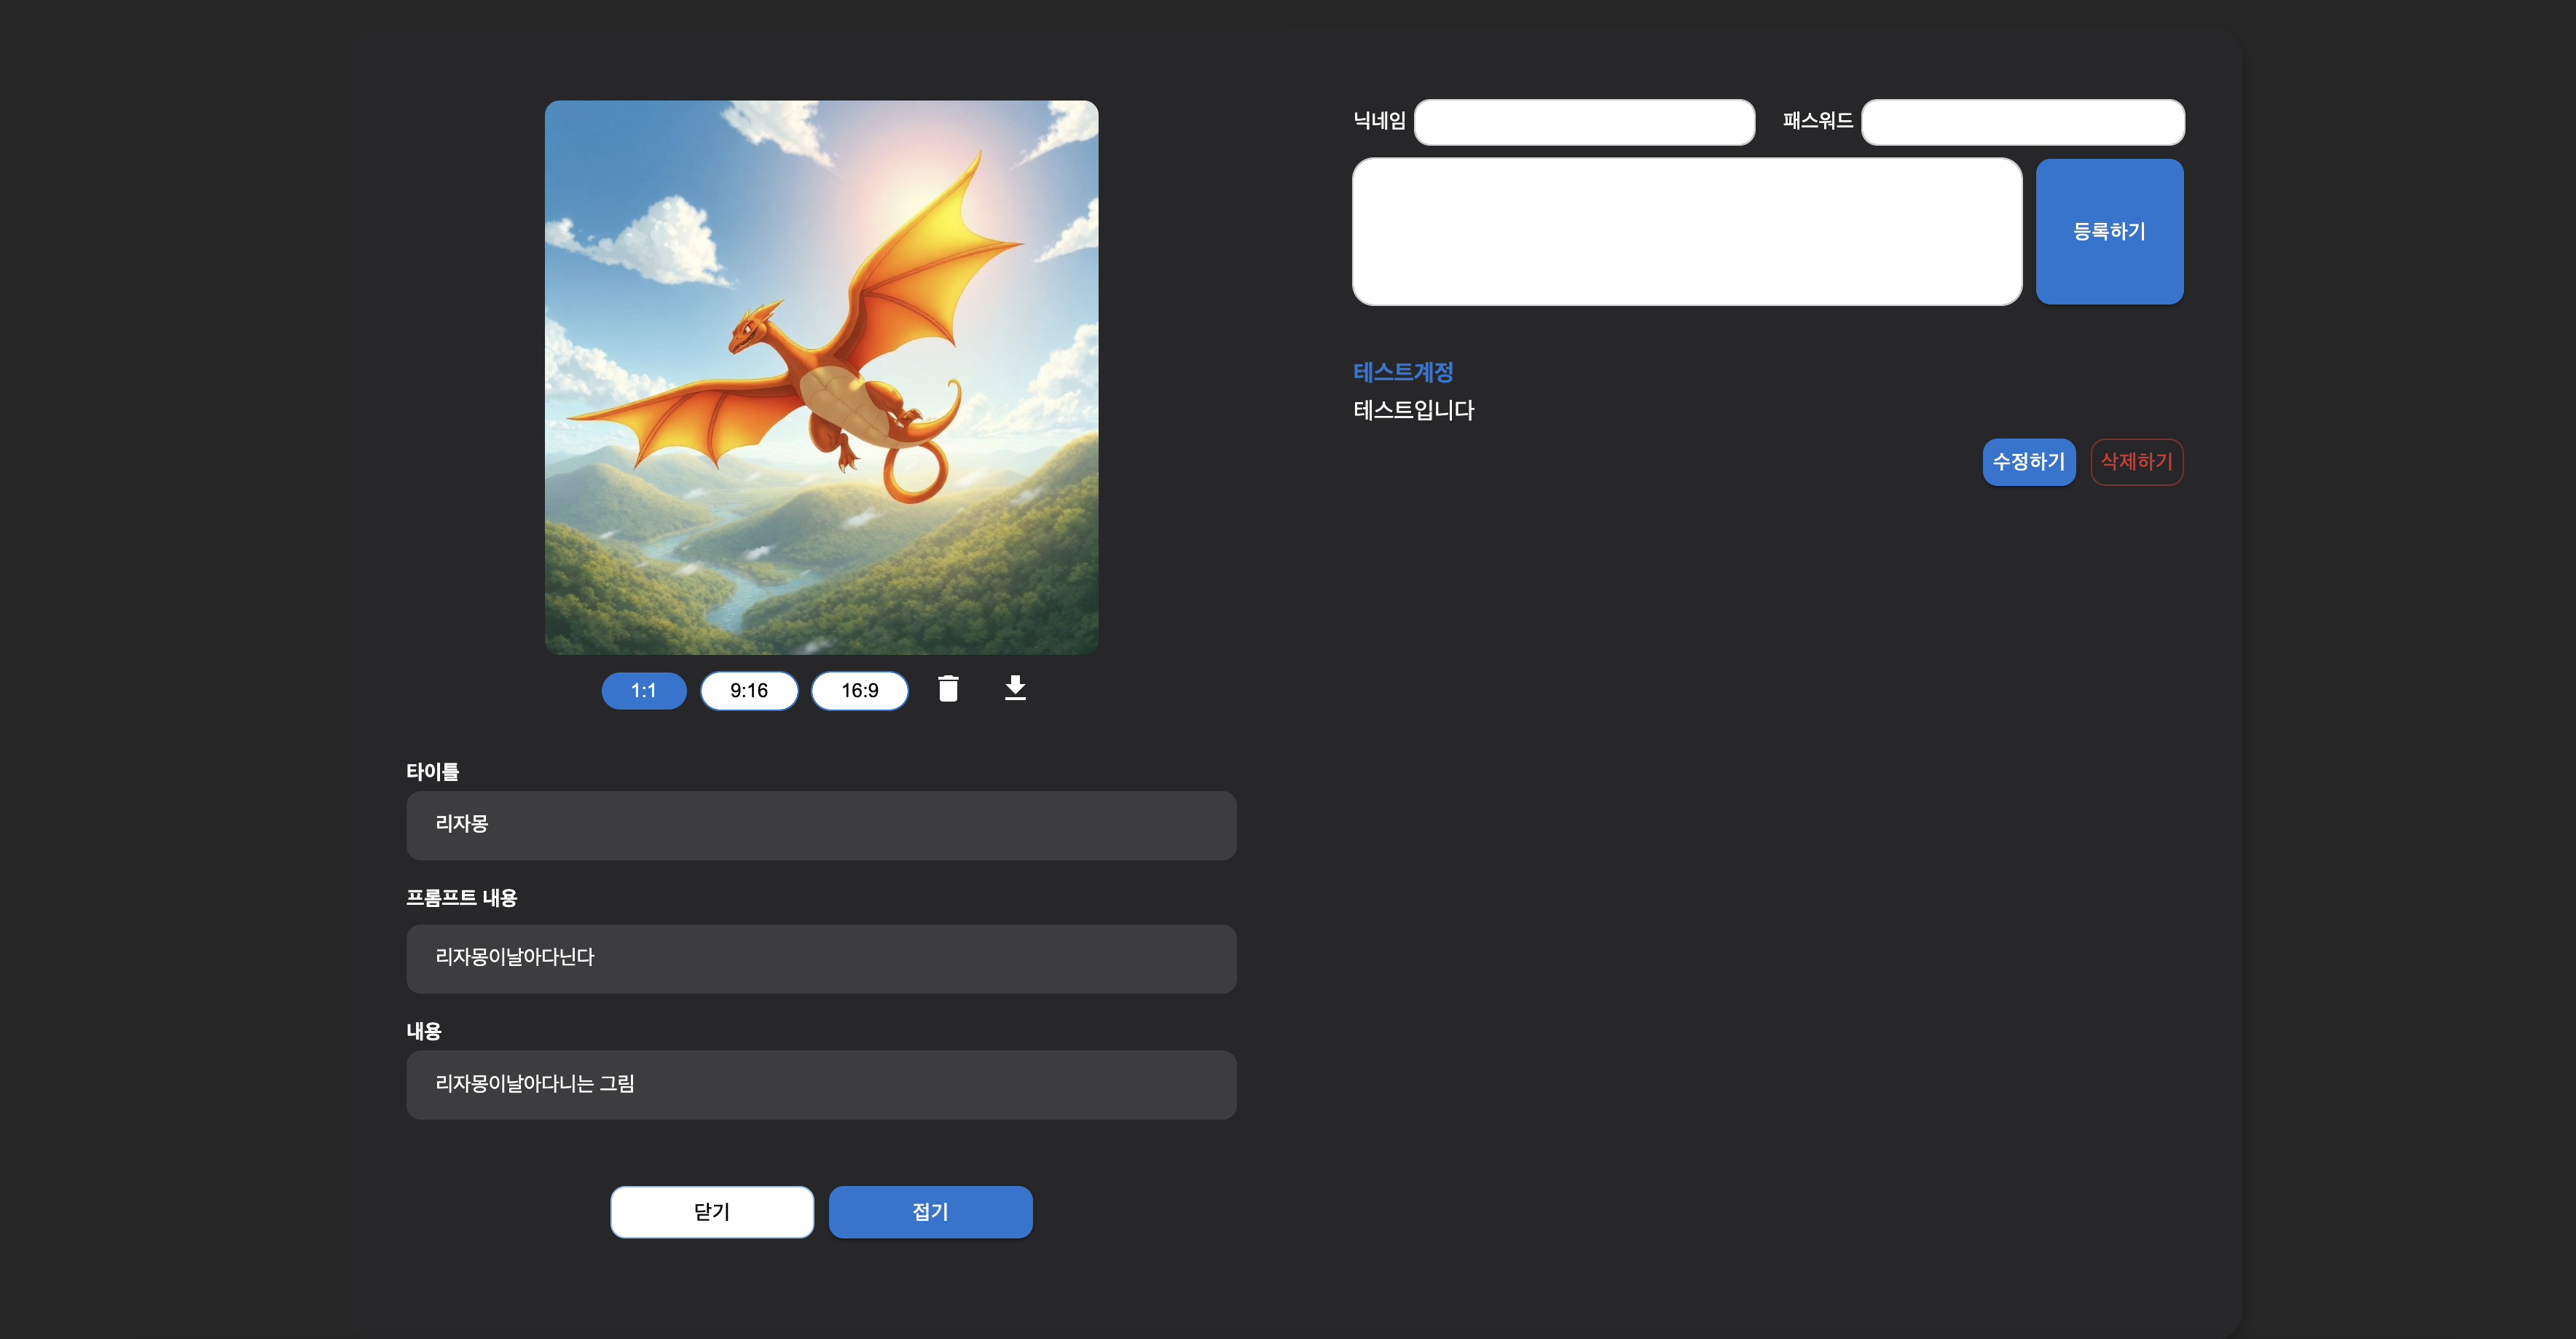 닉네임
패스워드
등록하기
테스트계정
테스트입니다
수정하기
삭제하기
1:1
9:16
16:9
타이틀
리자몽
프롬프트 내용
리자몽이날아다닌다
내용
리자몽이날아다니는 그림
닫기
접기